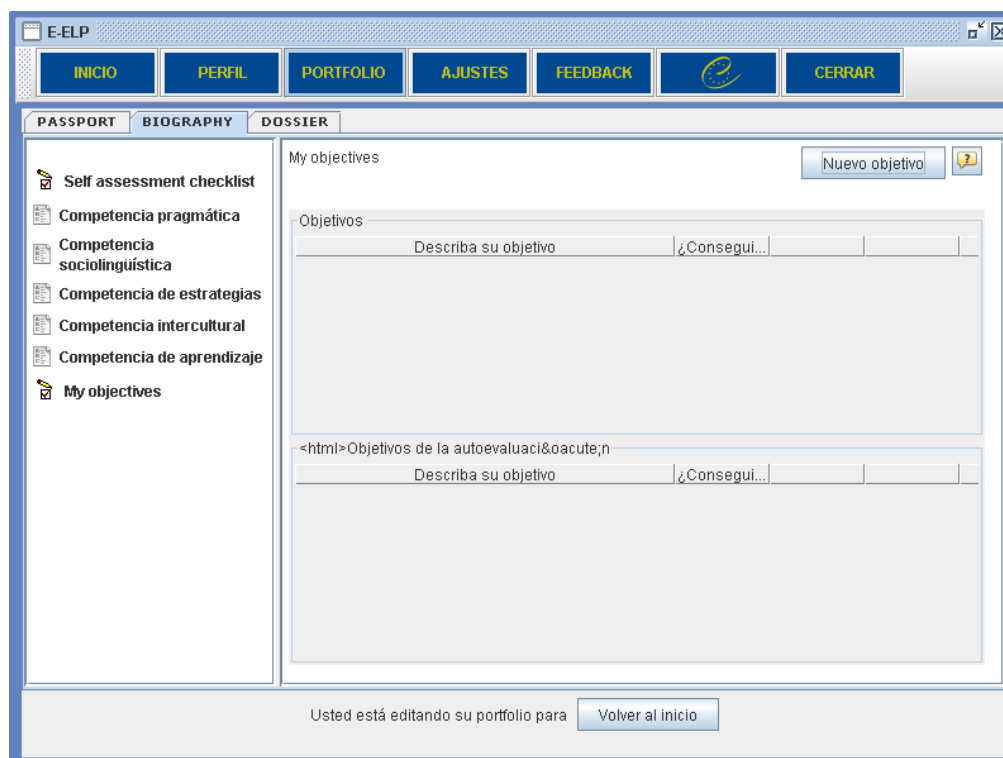 E-ELP
INICIO PERFIL PORTFOLIO AJUSTES FEEDBACK CERRAR
PASSPORT BIOGRAPHY DOSSIER
Self assessment checklist
Competencia pragmática
Competencia
sociolingüística
Competencia de estrategias
Competencia intercultural
Competencia de aprendizaje
My objectives
My objectives
Nuevo objetivo ?
Objetivos
Describa su objetivo ¿Consegui...
<html>Objetivos de la autoevaluaci&oacute;n
Describa su objetivo ¿Consegui...
Usted está editando su portfolio para Volver al inicio